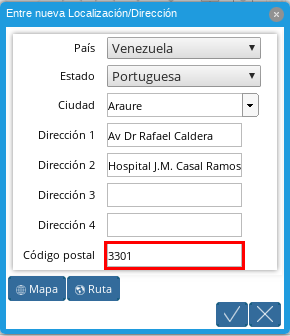 Entre nueva Localización/Dirección
País Venezuela
Estado Portuguesa
Ciudad Araure
Dirección 1 Av Dr Rafael Caldera
Dirección 2 Hospital J.M. Casal Ramos
Dirección 3
Dirección 4
Código postal 3301
Mapa Ruta